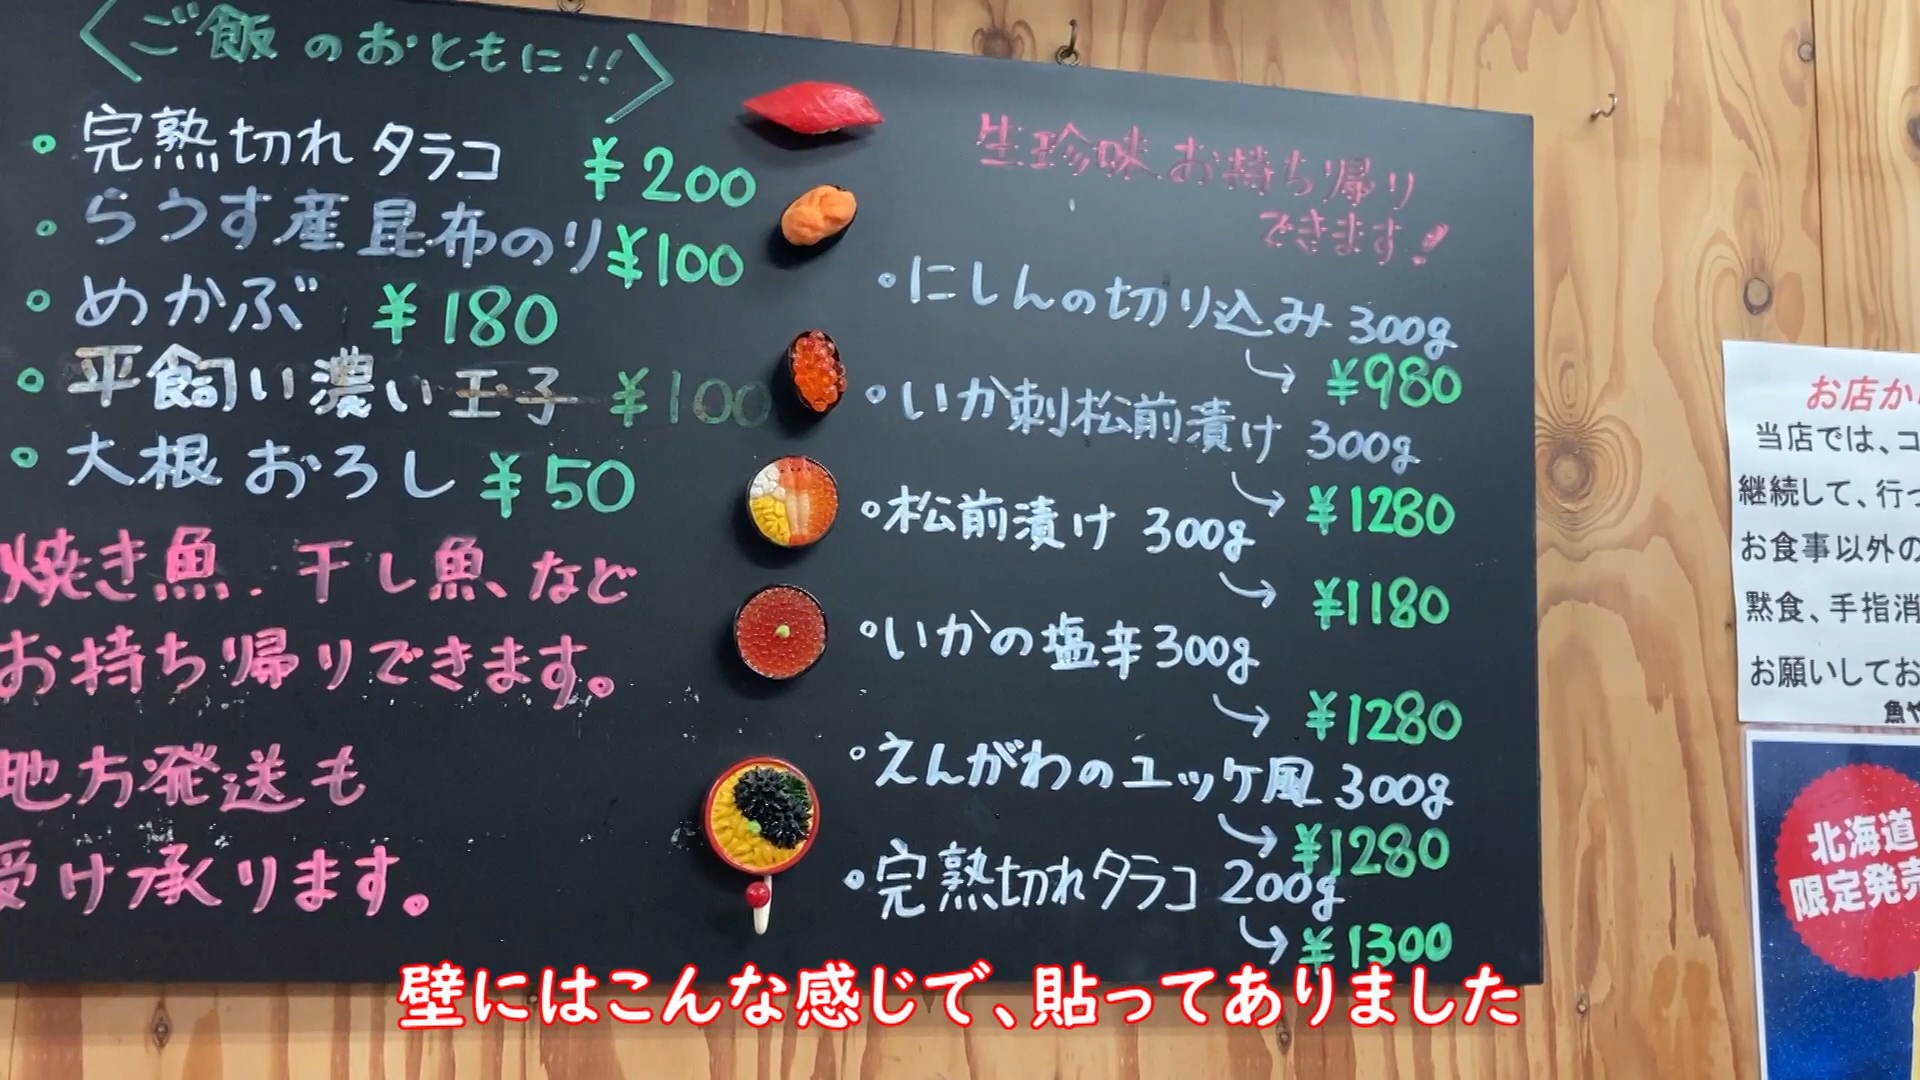 〈ご飯のおともに!!〉
・完熟切れタラコ ¥200
・らうす産昆布のり ¥100
・めかぶ ¥180
・平飼い濃い玉子 ¥100
・大根おろし ¥50
焼き魚.干し魚、など
お持ち帰りできます。
地方発送も
受け承ります。
生珍味お持ち帰り
できます!
・にしんの切り込み 300g
→ ¥980
・いか刺松前漬け 300g
→ ¥1280
・松前漬け 300g
→ ¥1180
・いかの塩辛 300g
→ ¥1280
・えんがわのユッケ風 300g
→ ¥1280
・完熟切れタラコ 200g
→ ¥1300
お店か
当店では、コ
継続して、行っ
お食事以外の
黙食、手指消
お願いしてお
魚や
北海道
限定発売
壁にはこんな感じで、貼ってありました